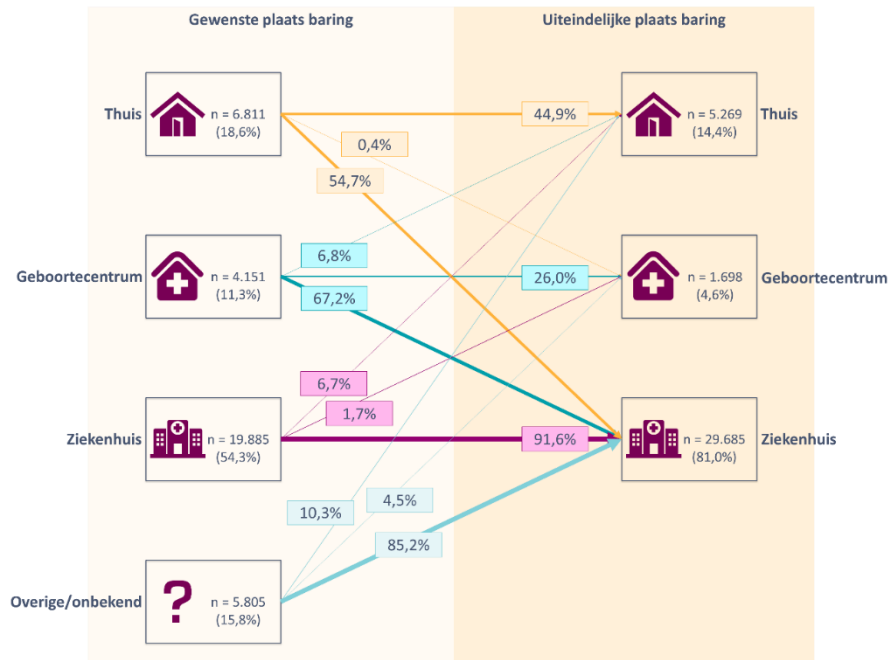 Gewenste plaats baring
Uiteindelijke plaats baring
Thuis
n = 6.811
(18,6%)
44,9%
n = 5.269
(14,4%)
Thuis
0,4%
54,7%
Geboortecentrum
n = 4.151
(11,3%)
6,8%
26,0%
67,2%
n = 1.698
(4,6%)
Geboortecentrum
Ziekenhuis
n = 19.885
(54,3%)
6,7%
1,7%
91,6%
n = 29.685
(81,0%)
Ziekenhuis
10,3%
4,5%
85,2%
Overige/onbekend
?
n = 5.805
(15,8%)